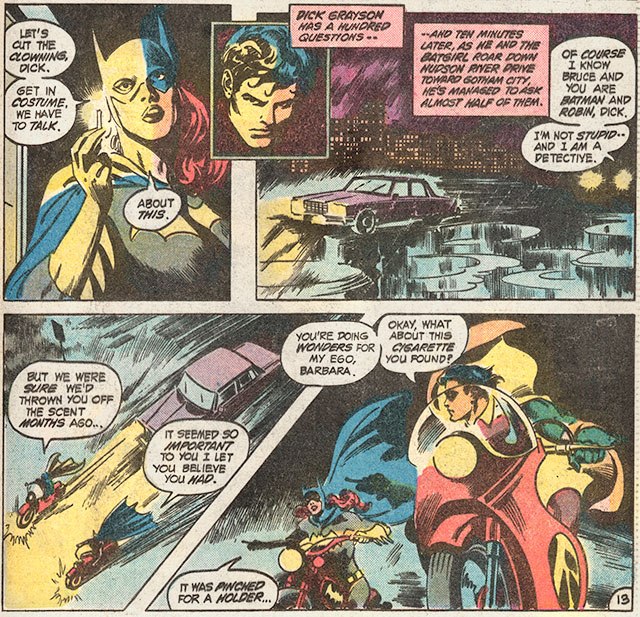 LET'S
CUT THE
CLOWNING,
DICK.
GET IN
COSTUME,
WE HAVE
TO TALK.
ABOUT
THIS.
DICK GRAYSON
HAS A HUNDRED
QUESTIONS--
--AND TEN MINUTES
LATER, AS HE AND THE
BATGIRL ROAR DOWN
HUDSON RIVER DRIVE
TOWARD GOTHAM CITY,
HE'S MANAGED TO ASK
ALMOST HALF OF THEM.
OF COURSE
I KNOW
BRUCE AND
YOU ARE
BATMAN AND
ROBIN, DICK.
I'M NOT STUPID--
AND I AM A
DETECTIVE.
BUT WE WERE
SURE WE'D
THROWN YOU OFF
THE SCENT
MONTHS AGO...
IT SEEMED SO
IMPORTANT
TO YOU I LET
YOU BELIEVE
YOU HAD.
YOU'RE DOING
WONDERS FOR
MY EGO,
BARBARA.
OKAY, WHAT
ABOUT THIS
CIGARETTE
YOU FOUND?
IT WAS PINCHED
FOR A HOLDER...
13